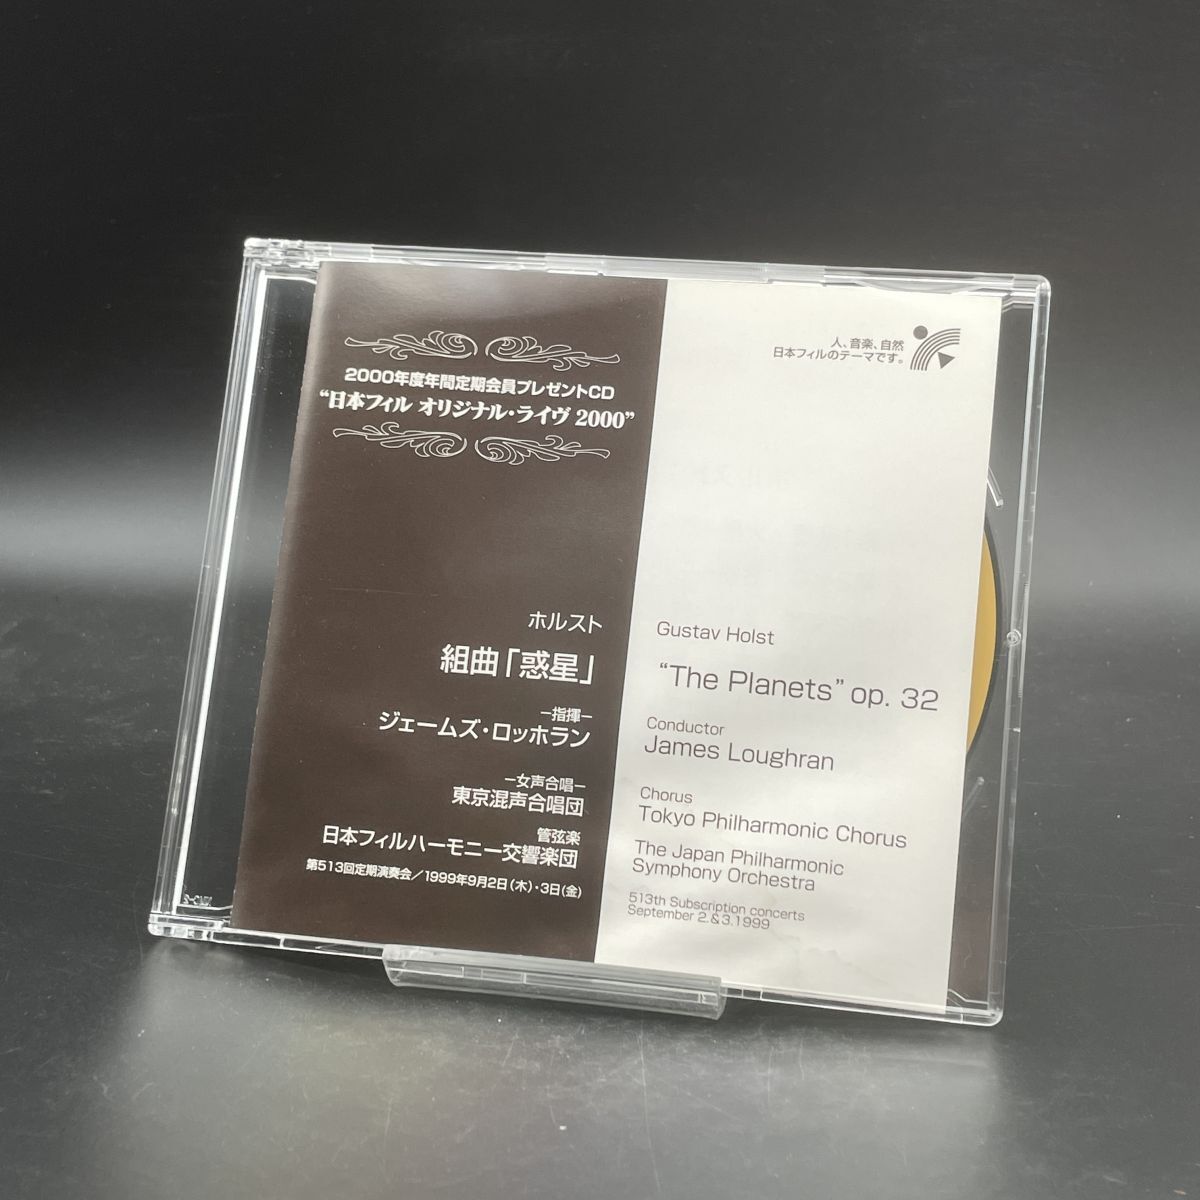 2000年度年間定期会員プレゼントCD
“日本フィル オリジナル・ライヴ 2000”
ホルスト
組曲「惑星」
−指揮−
ジェームズ・ロッホラン
−女声合唱−
東京混声合唱団
管弦楽
日本フィルハーモニー交響楽団
第513回定期演奏会／1999年9月2日(木)・3日(金)
人、音楽、自然
日本フィルのテーマです。
Gustav Holst
“The Planets” op. 32
Conductor
James Loughran
Chorus
Tokyo Philharmonic Chorus
The Japan Philharmonic
Symphony Orchestra
513th Subscription concerts
September 2.&3.1999